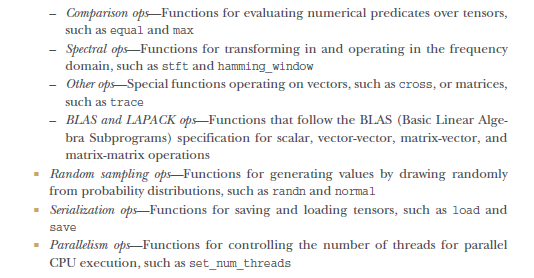 – Comparison ops—Functions for evaluating numerical predicates over tensors,
such as equal and max
– Spectral ops—Functions for transforming in and operating in the frequency
domain, such as stft and hamming_window
– Other ops—Special functions operating on vectors, such as cross, or matrices,
such as trace
– BLAS and LAPACK ops—Functions that follow the BLAS (Basic Linear Alge-
bra Subprograms) specification for scalar, vector-vector, matrix-vector, and
matrix-matrix operations
▪ Random sampling ops—Functions for generating values by drawing randomly
from probability distributions, such as randn and normal
▪ Serialization ops—Functions for saving and loading tensors, such as load and
save
▪ Parallelism ops—Functions for controlling the number of threads for parallel
CPU execution, such as set_num_threads